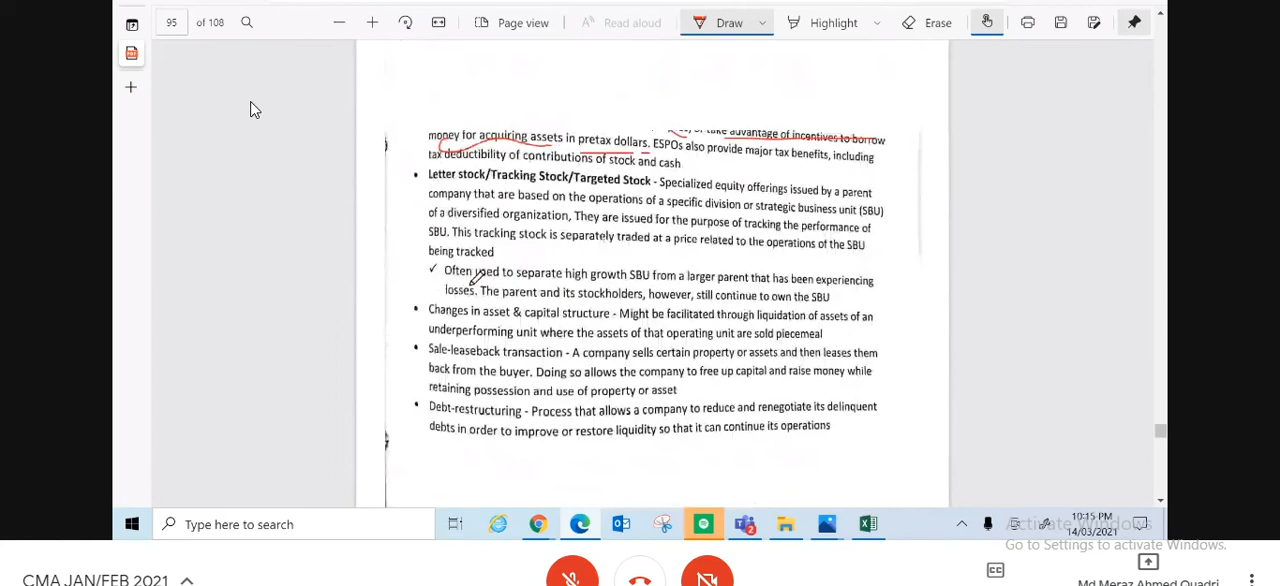 95 of 108 Page view Read aloud Draw Highlight Erase
take advantage of incentives to borrow
money for acquiring assets in pretax dollars. ESPOs also provide major tax benefits, including
tax deductibility of contributions of stock and cash
• Letter stock/Tracking Stock/Targeted Stock - Specialized equity offerings issued by a parent
company that are based on the operations of a specific division or strategic business unit (SBU)
of a diversified organization, They are issued for the purpose of tracking the performance of
SBU. This tracking stock is separately traded at a price related to the operations of the SBU
being tracked
✓ Often used to separate high growth SBU from a larger parent that has been experiencing
losses. The parent and its stockholders, however, still continue to own the SBU
• Changes in asset & capital structure - Might be facilitated through liquidation of assets of an
underperforming unit where the assets of that operating unit are sold piecemeal
• Sale-leaseback transaction - A company sells certain property or assets and then leases them
back from the buyer. Doing so allows the company to free up capital and raise money while
retaining possession and use of property or asset
• Debt-restructuring - Process that allows a company to reduce and renegotiate its delinquent
debts in order to improve or restore liquidity so that it can continue its operations
Type here to search
10:15 PM
14/03/2021
Activate Windows
Go to Settings to activate Windows.
CMA JAN/FEB 2021
Md Meraz Ahmed Quadri